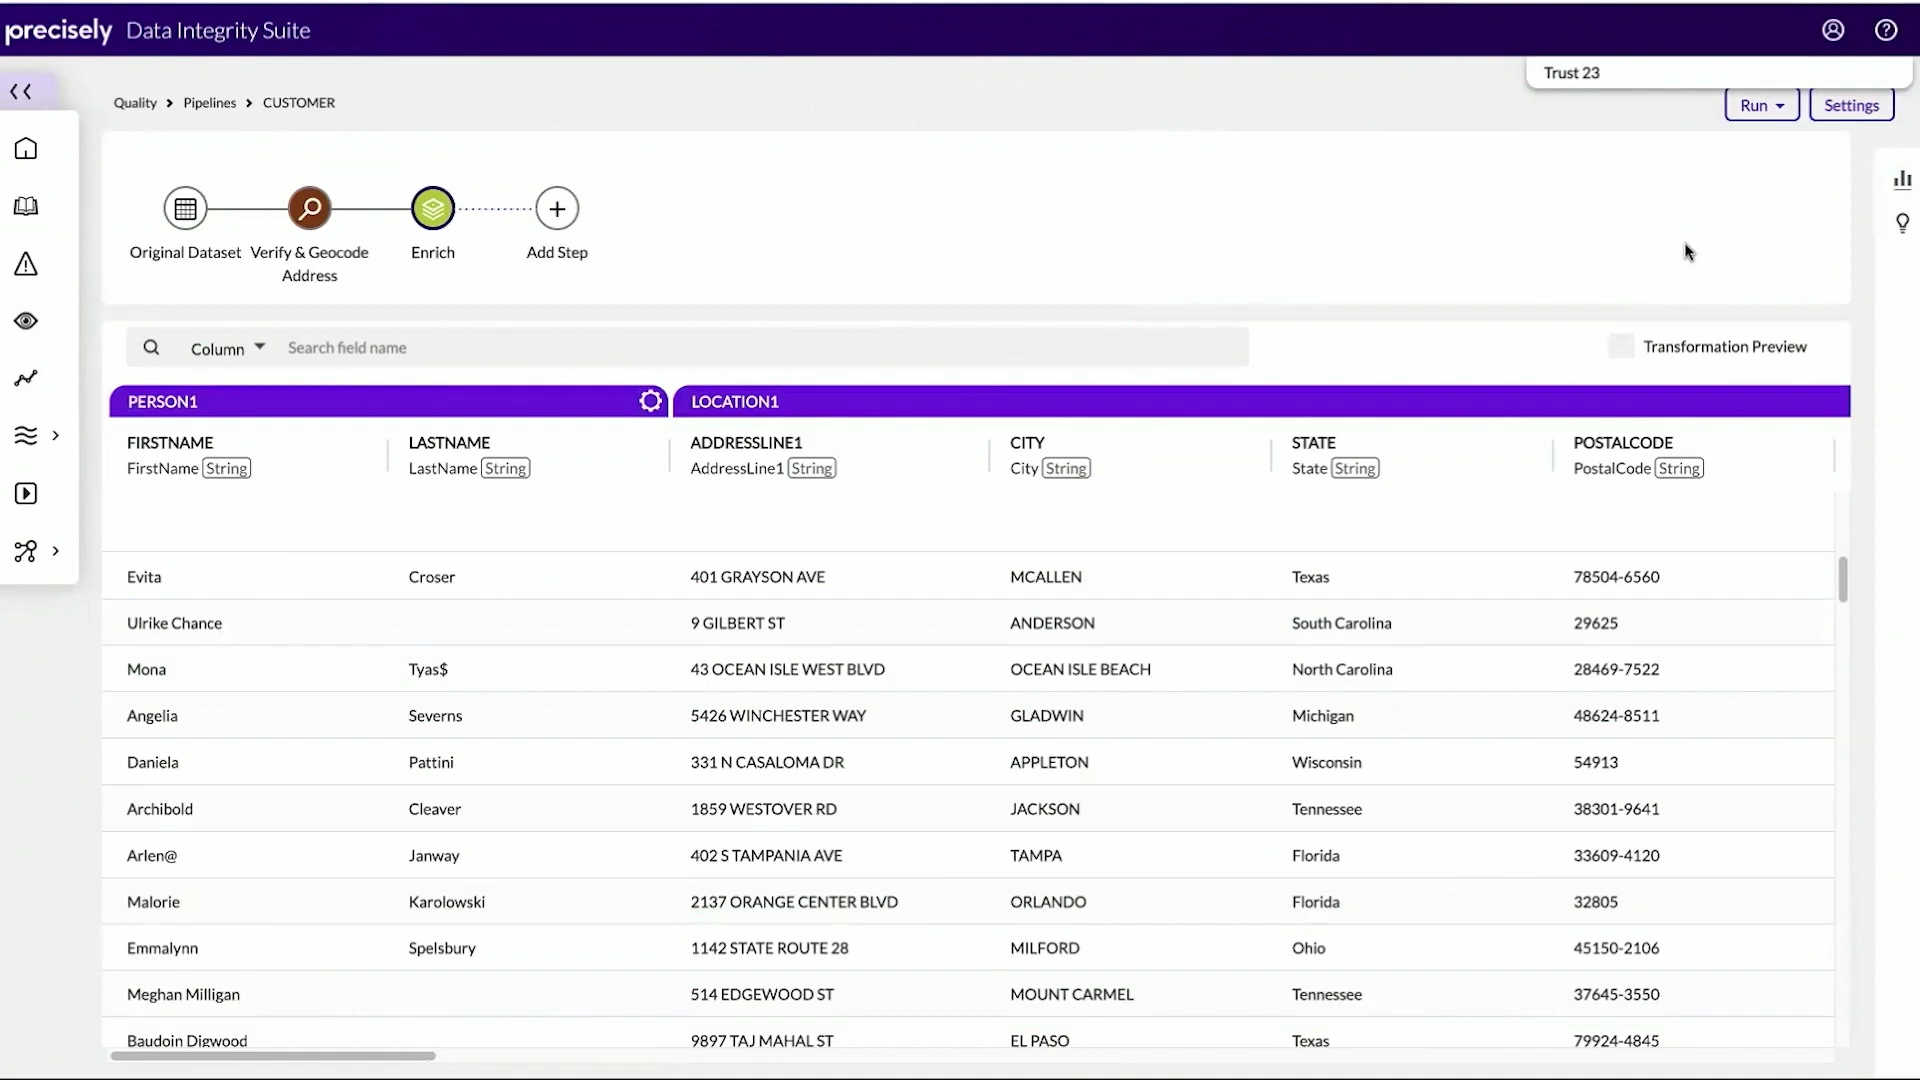 precisely Data Integrity Suite
Trust 23
Quality > Pipelines > CUSTOMER
Run Settings
Original Dataset Verify & Geocode Address Enrich Add Step
Column Search field name Transformation Preview
PERSON1 LOCATION1
FIRSTNAME LASTNAME ADDRESSLINE1 CITY STATE POSTALCODE
FirstName String LastName String AddressLine1 String City String State String PostalCode String
Evita Croser 401 GRAYSON AVE MCALLEN Texas 78504-6560
Ulrike Chance 9 GILBERT ST ANDERSON South Carolina 29625
Mona Tyas$ 43 OCEAN ISLE WEST BLVD OCEAN ISLE BEACH North Carolina 28469-7522
Angelia Severns 5426 WINCHESTER WAY GLADWIN Michigan 48624-8511
Daniela Pattini 331 N CASALOMA DR APPLETON Wisconsin 54913
Archibold Cleaver 1859 WESTOVER RD JACKSON Tennessee 38301-9641
Arlen@ Janway 402 S TAMPANIA AVE TAMPA Florida 33609-4120
Malorie Karolowski 2137 ORANGE CENTER BLVD ORLANDO Florida 32805
Emmalynn Spelsbury 1142 STATE ROUTE 28 MILFORD Ohio 45150-2106
Meghan Milligan 514 EDGEWOOD ST MOUNT CARMEL Tennessee 37645-3550
Baudoin Digwood 9897 TAJ MAHAL ST EL PASO Texas 79924-4845